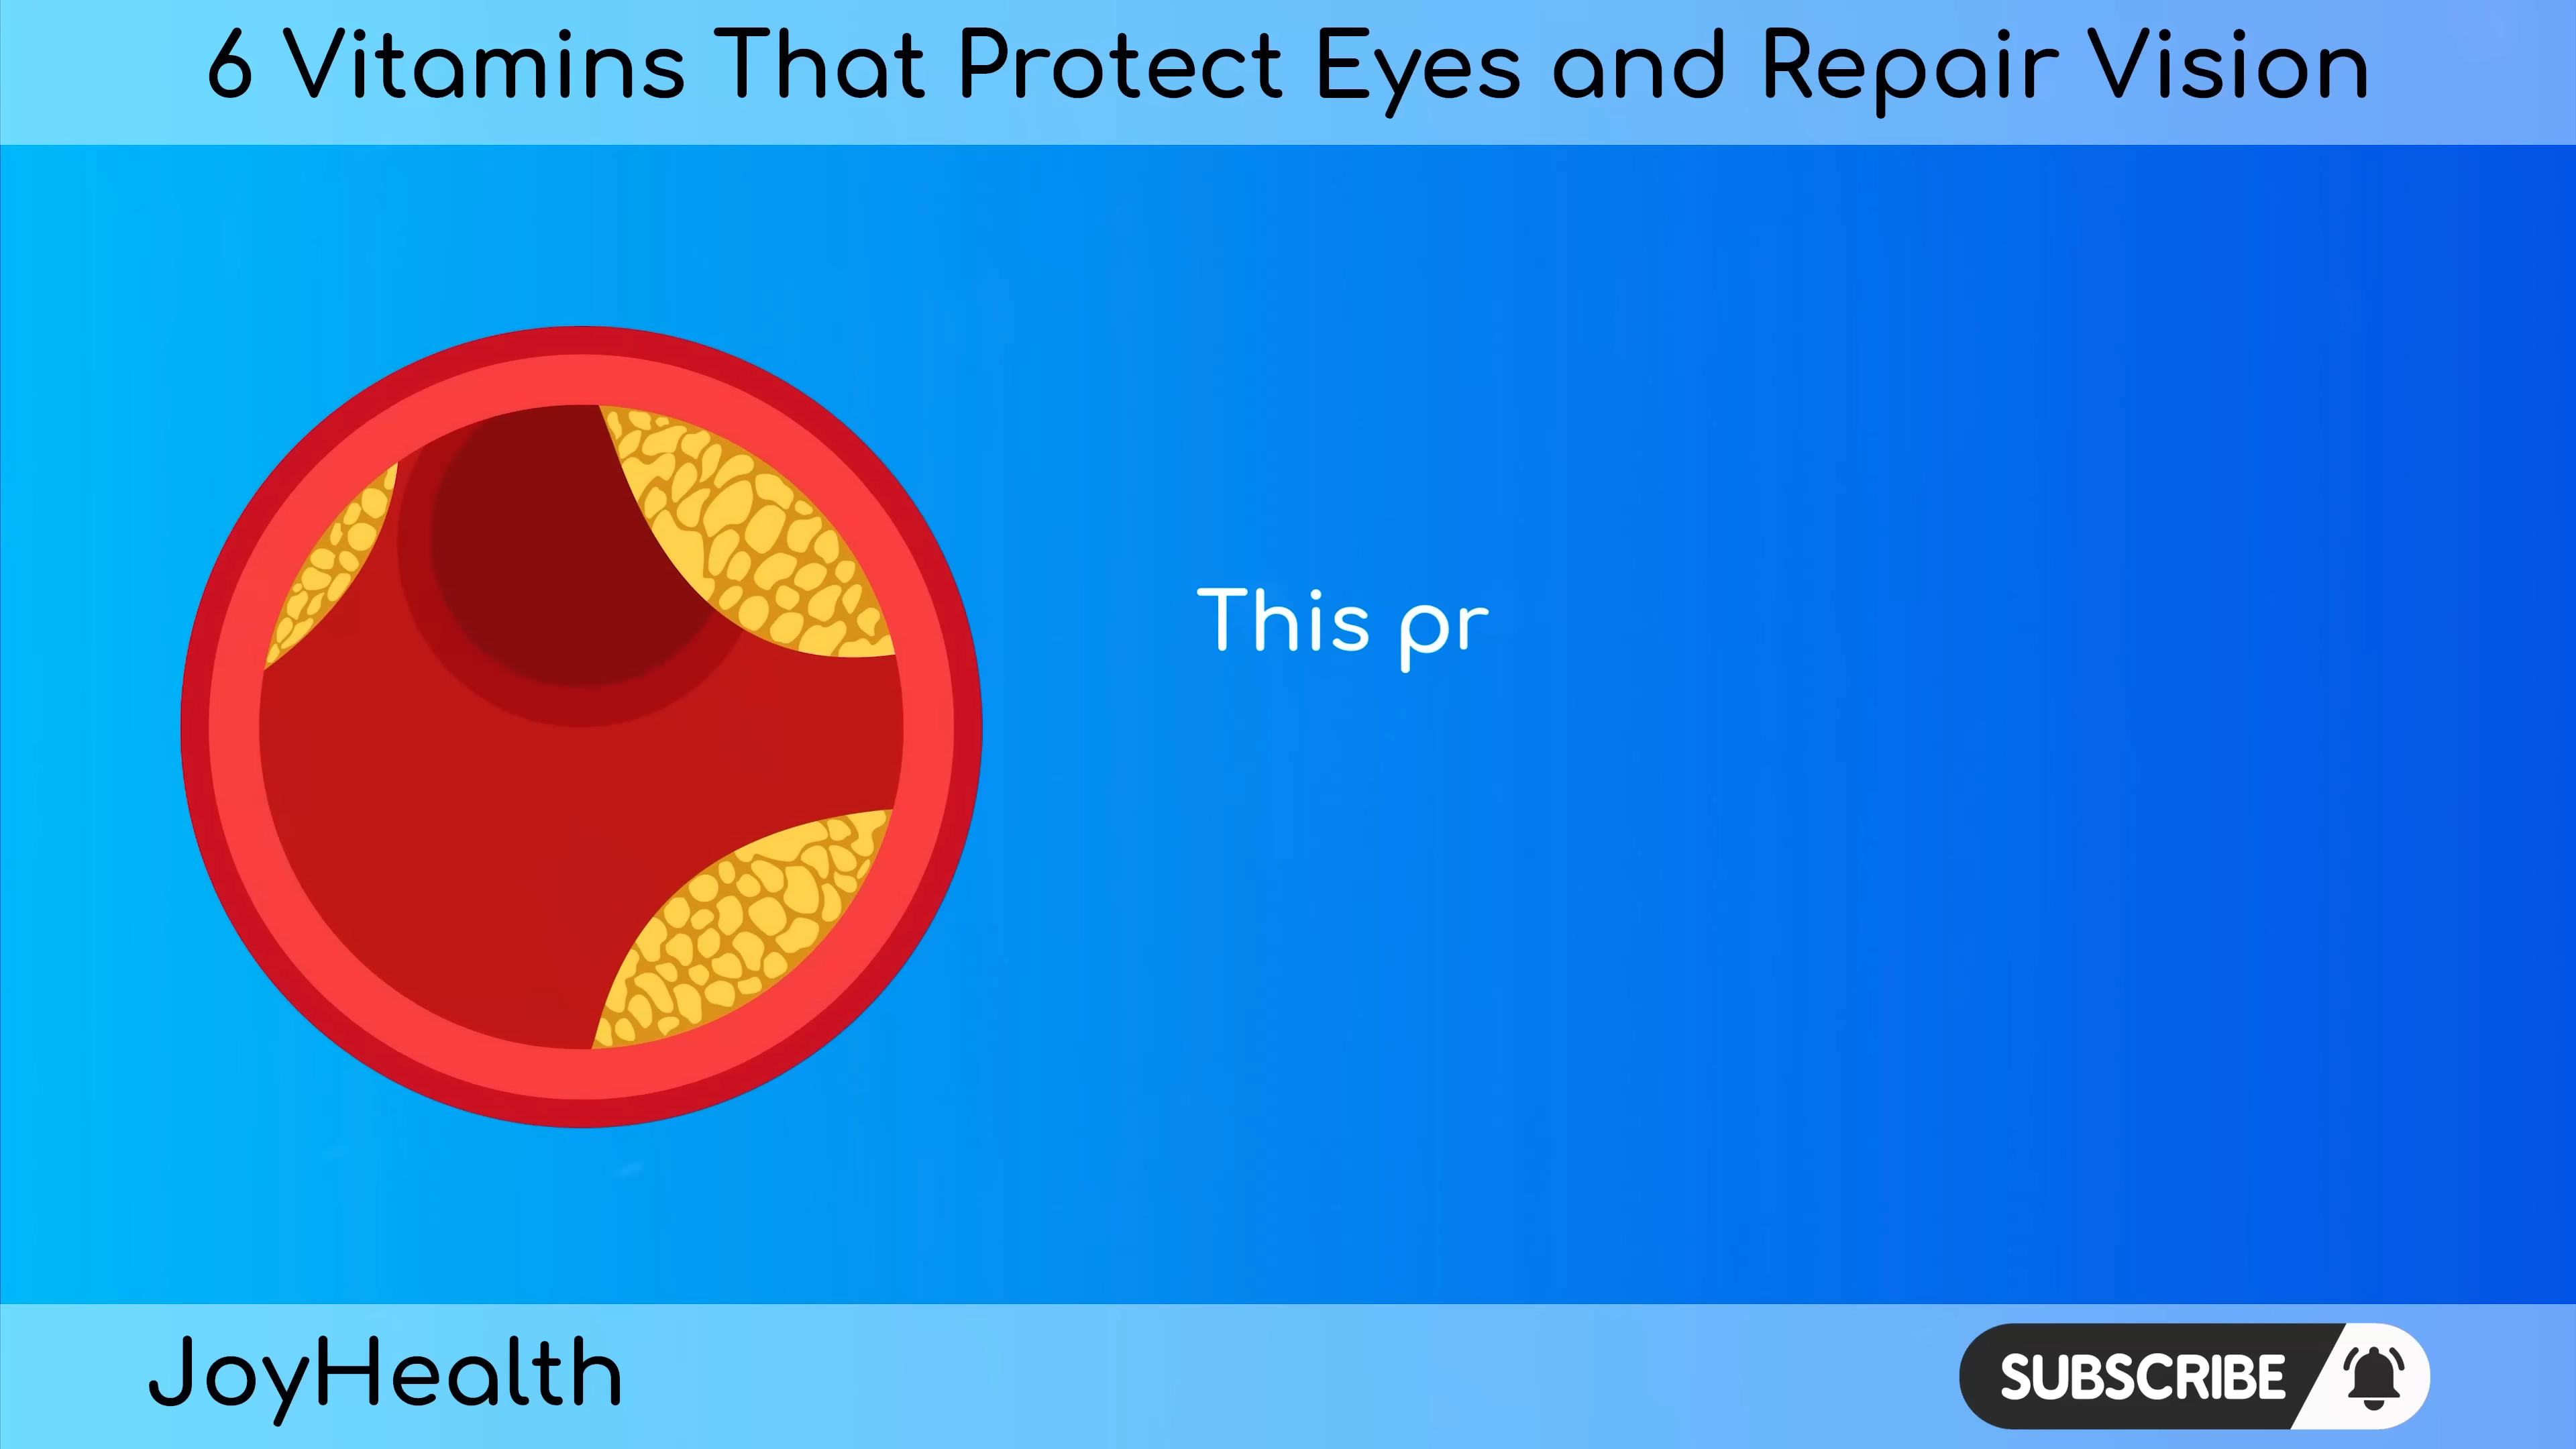 6 Vitamins That Protect Eyes and Repair Vision
This pr
JoyHealth
SUBSCRIBE